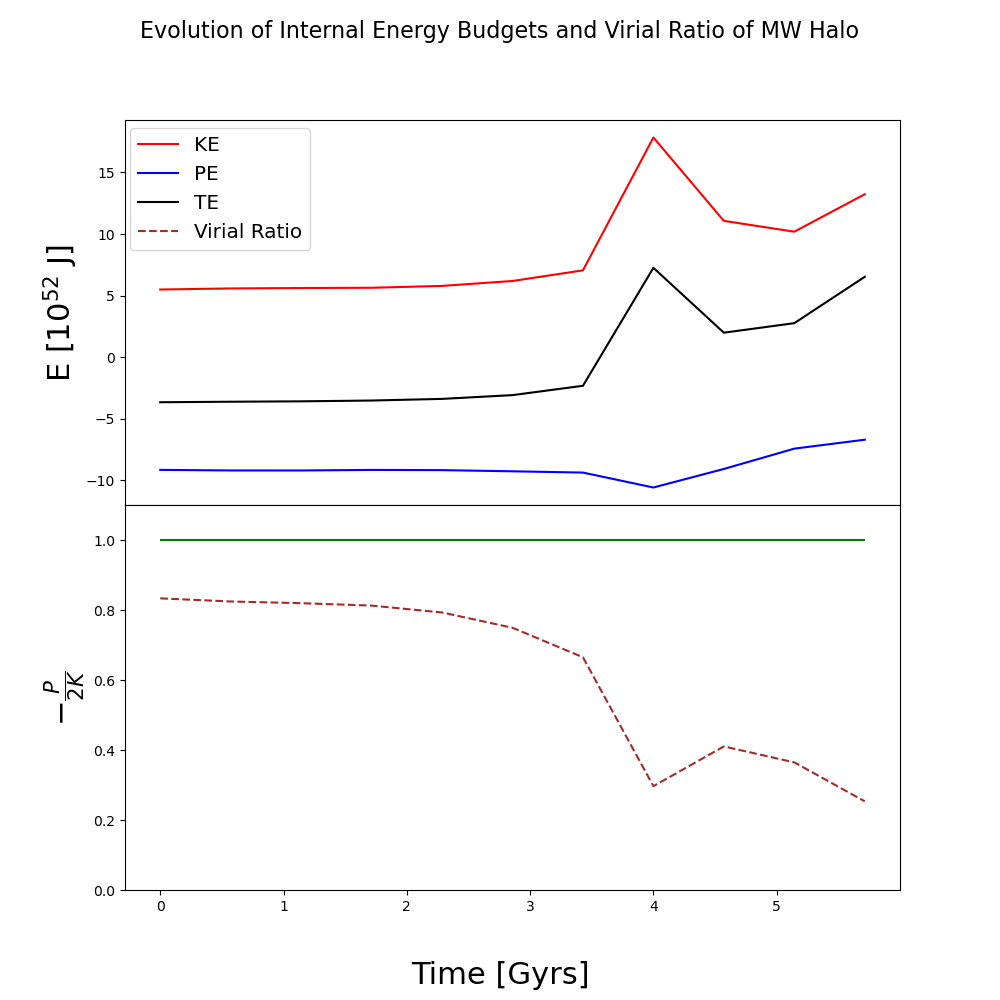 Evolution of Internal Energy Budgets and Virial Ratio of MW Halo
KE
PE
TE
Virial Ratio
E [10^52 J]
15
10
5
0
−5
−10
−P/2K
1.0
0.8
0.6
0.4
0.2
0.0
0 1 2 3 4 5
Time [Gyrs]